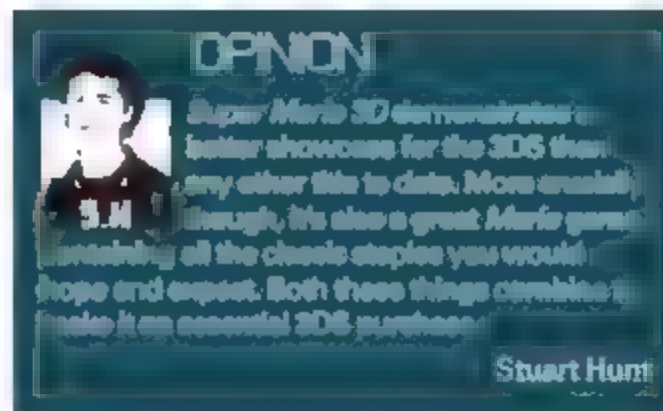 OPINION
Super Mario 3D demonstrates a
better showcase for the 3DS than
any other title to date. More crucially
though, it's also a great Mario game
all the classic staples you would
hope and expect. Both these things combine to
make it an essential 3DS purchase
S.H
Stuart Hunt